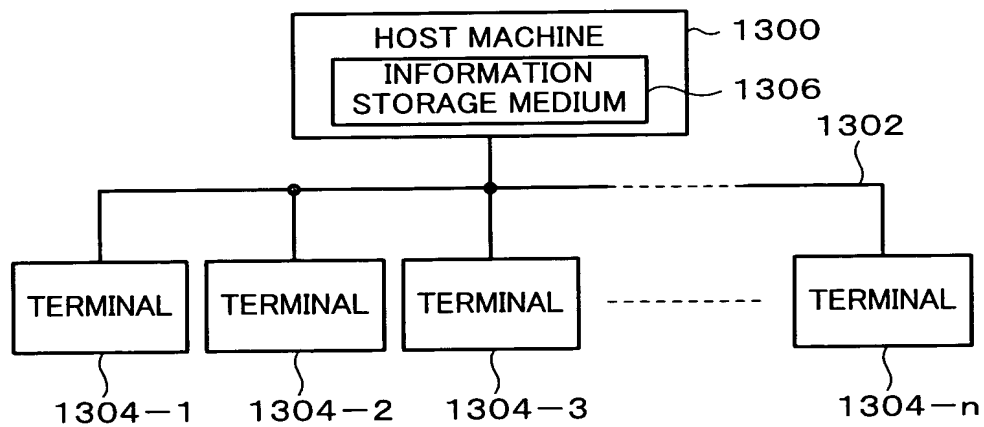 HOST MACHINE
1300
INFORMATION
STORAGE MEDIUM
1306
1302
TERMINAL
TERMINAL
TERMINAL
TERMINAL
1304-1
1304-2
1304-3
1304-n